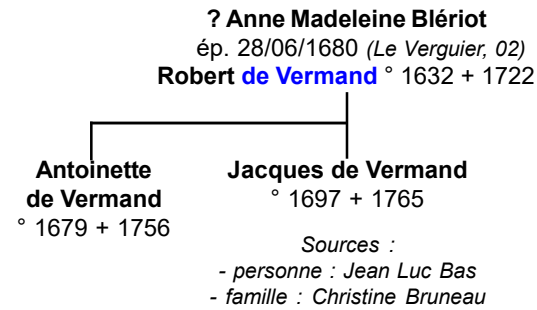 ? Anne Madeleine Blériot
ép. 28/06/1680 (Le Verguier, 02)
Robert de Vermand ° 1632 + 1722
Antoinette
de Vermand
° 1679 + 1756
Jacques de Vermand
° 1697 + 1765
Sources :
- personne : Jean Luc Bas
- famille : Christine Bruneau